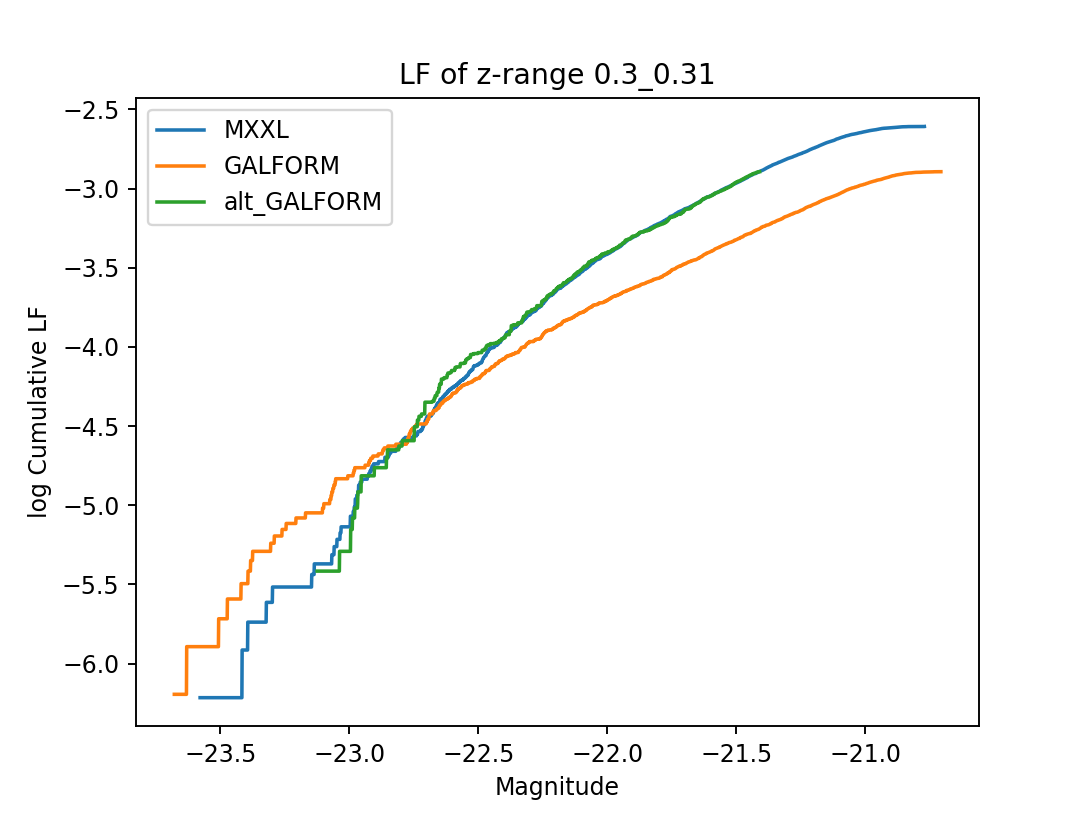 LF of z-range 0.3_0.31
MXXL
GALFORM
alt_GALFORM
log Cumulative LF
−2.5
−3.0
−3.5
−4.0
−4.5
−5.0
−5.5
−6.0
−23.5 −23.0 −22.5 −22.0 −21.5 −21.0
Magnitude